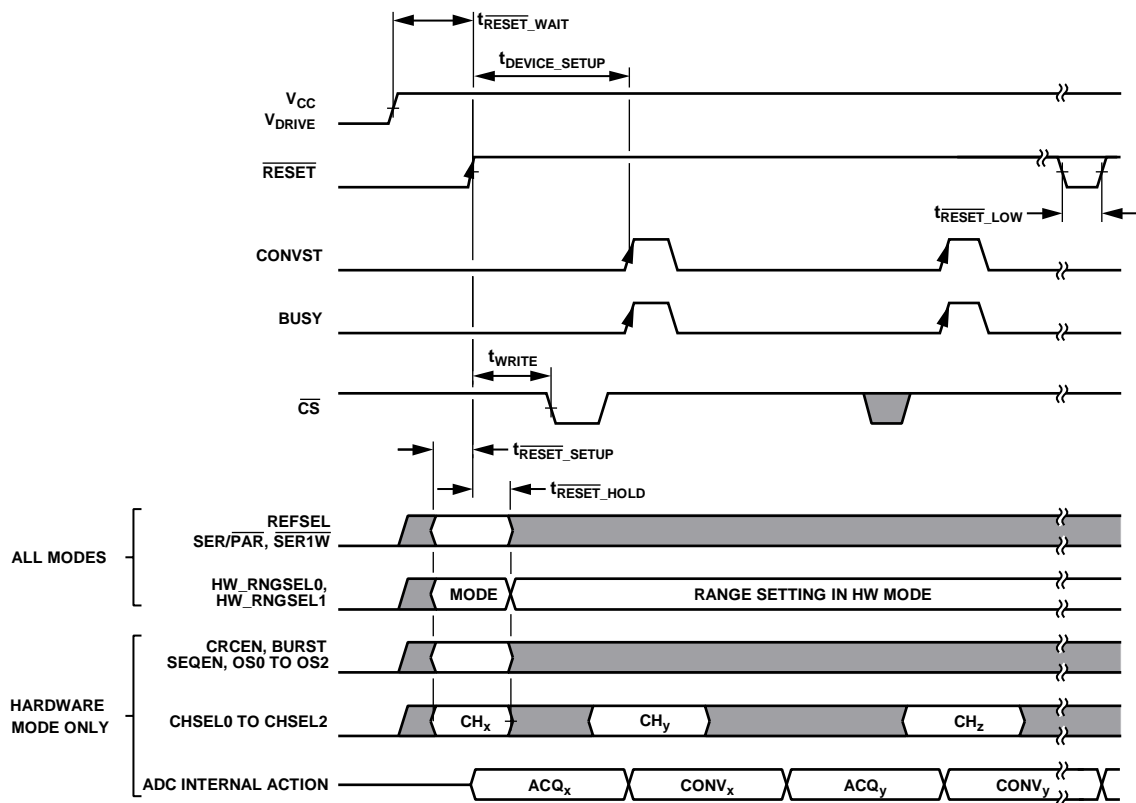 tRESET_WAIT
tDEVICE_SETUP
VCC
VDRIVE
RESET
tRESET_LOW
CONVST
BUSY
tWRITE
CS
tRESET_SETUP
tRESET_HOLD
ALL MODES
REFSEL
SER/PAR, SER1W
HW_RNGSEL0,
HW_RNGSEL1
MODE
RANGE SETTING IN HW MODE
HARDWARE
MODE ONLY
CRCEN, BURST
SEQEN, OS0 TO OS2
CHSEL0 TO CHSEL2
CHx
CHy
CHz
ADC INTERNAL ACTION
ACQx
CONVx
ACQy
CONVy